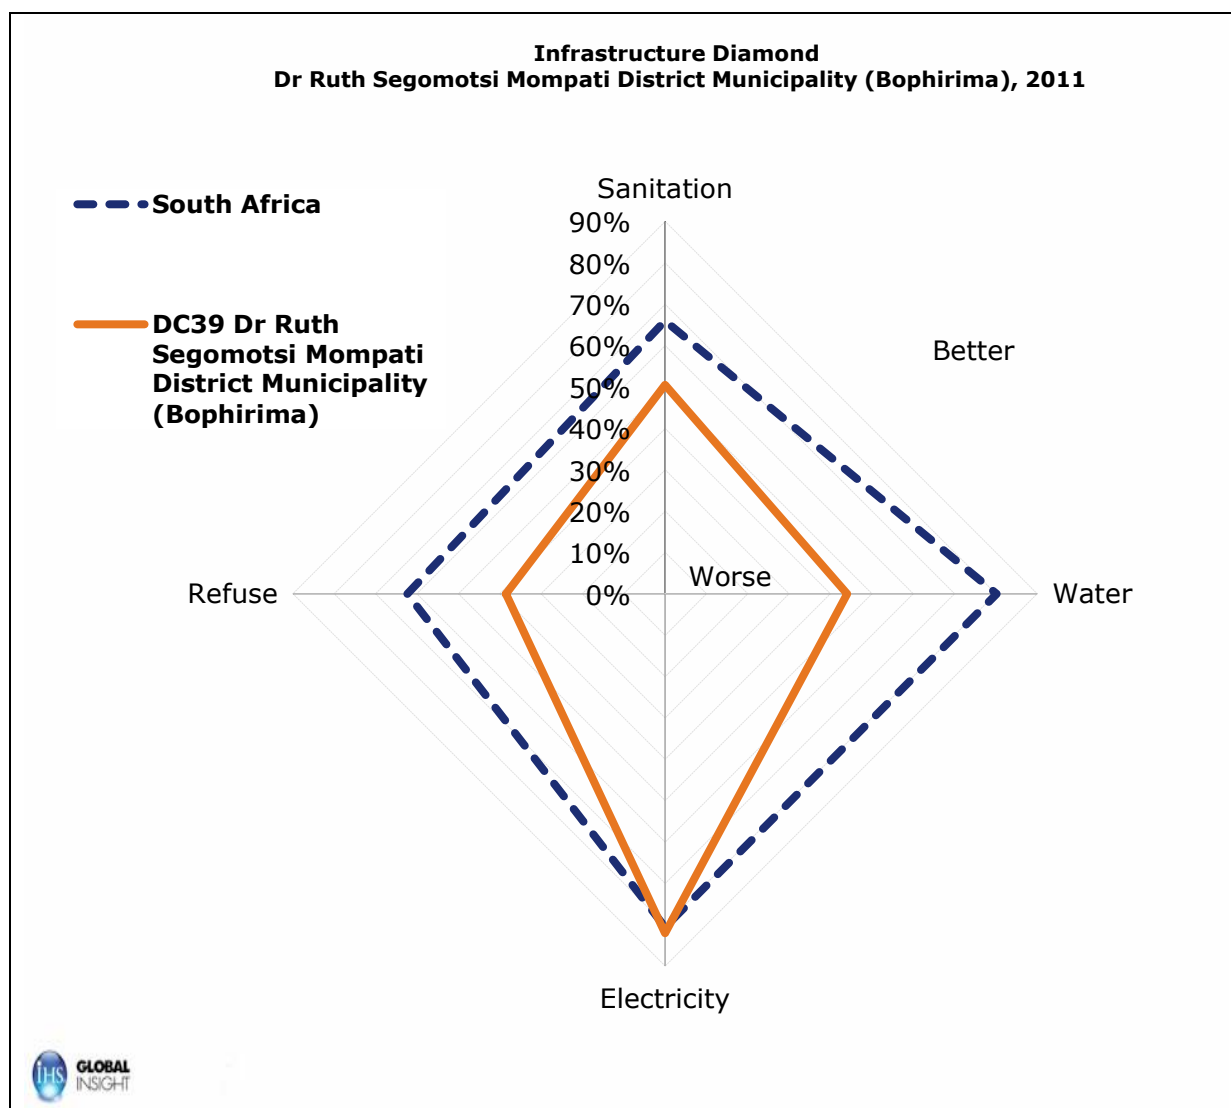 Infrastructure Diamond
Dr Ruth Segomotsi Mompati District Municipality (Bophirima), 2011
South Africa
DC39 Dr Ruth
Segomotsi Mompati
District Municipality
(Bophirima)
Sanitation
90%
80%
70%
60%
50%
40%
30%
20%
10%
0%
Better
Worse
Refuse
Water
Electricity
IHS
GLOBAL
INSIGHT